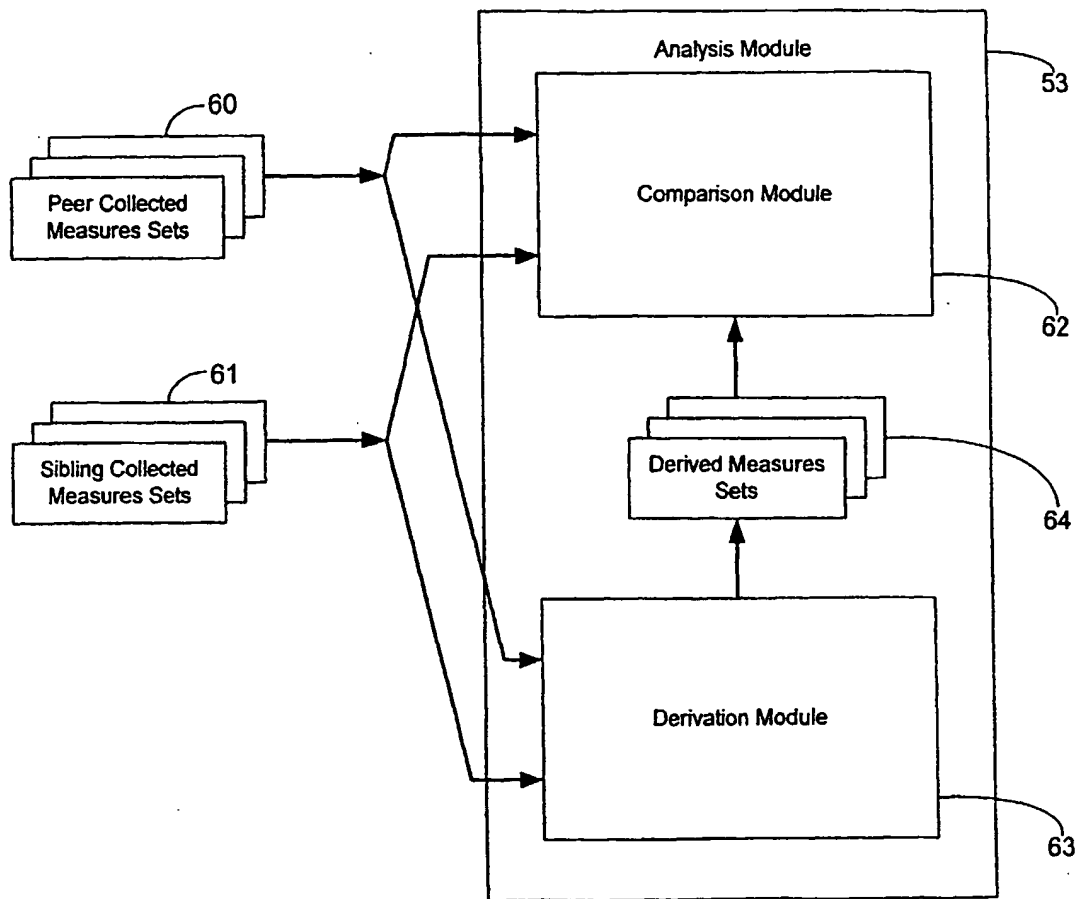 Analysis Module
53
60
Peer Collected
Measures Sets
Comparison Module
62
61
Sibling Collected
Measures Sets
Derived Measures
Sets
64
Derivation Module
63